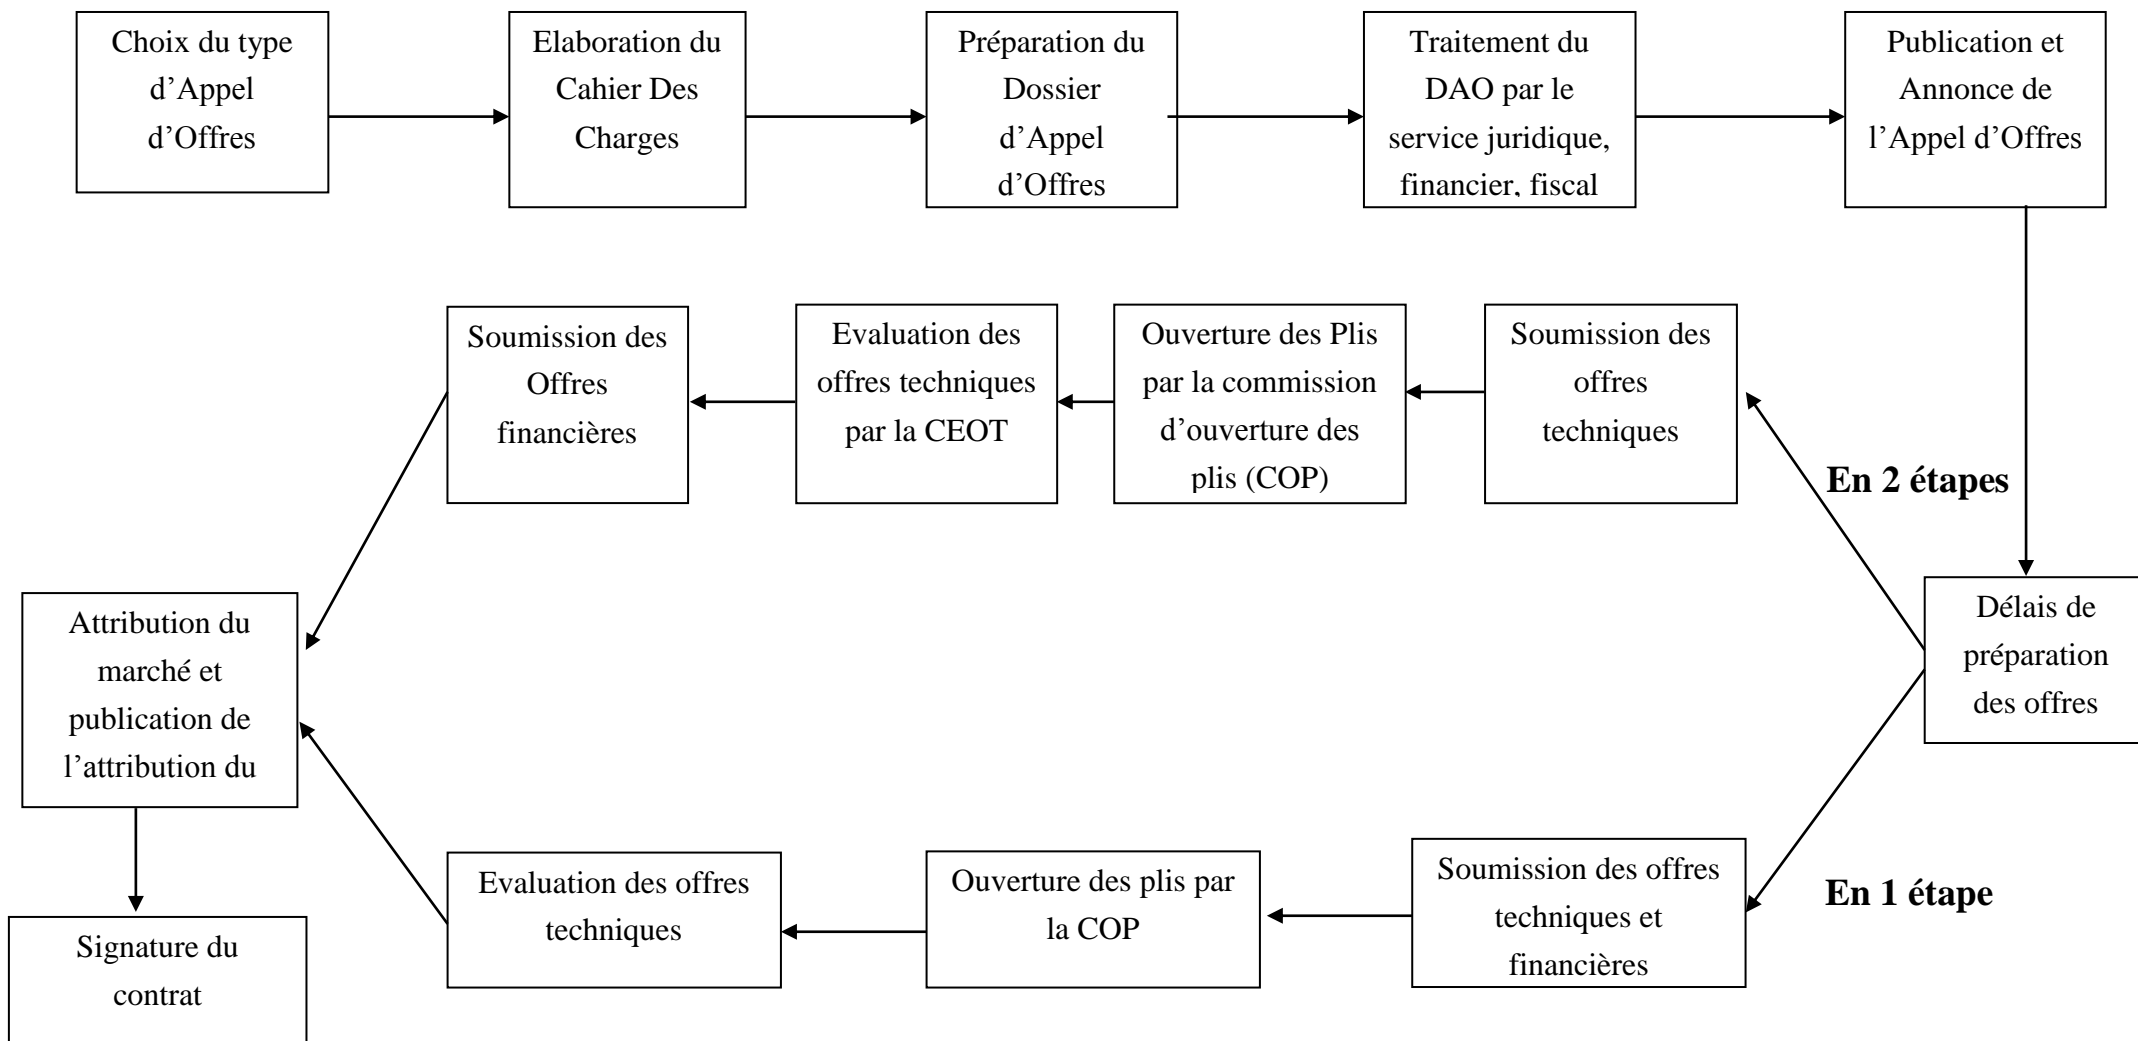 Choix du type
d’Appel
d’Offres
Elaboration du
Cahier Des
Charges
Préparation du
Dossier
d’Appel
d’Offres
Traitement du
DAO par le
service juridique,
financier, fiscal
Publication et
Annonce de
l’Appel d’Offres
Soumission des
Offres
financières
Evaluation des
offres techniques
par la CEOT
Ouverture des Plis
par la commission
d’ouverture des
plis (COP)
Soumission des
offres
techniques
En 2 étapes
Délais de
préparation
des offres
Attribution du
marché et
publication de
l’attribution du
Evaluation des offres
techniques
Ouverture des plis par
la COP
Soumission des offres
techniques et
financières
En 1 étape
Signature du
contrat